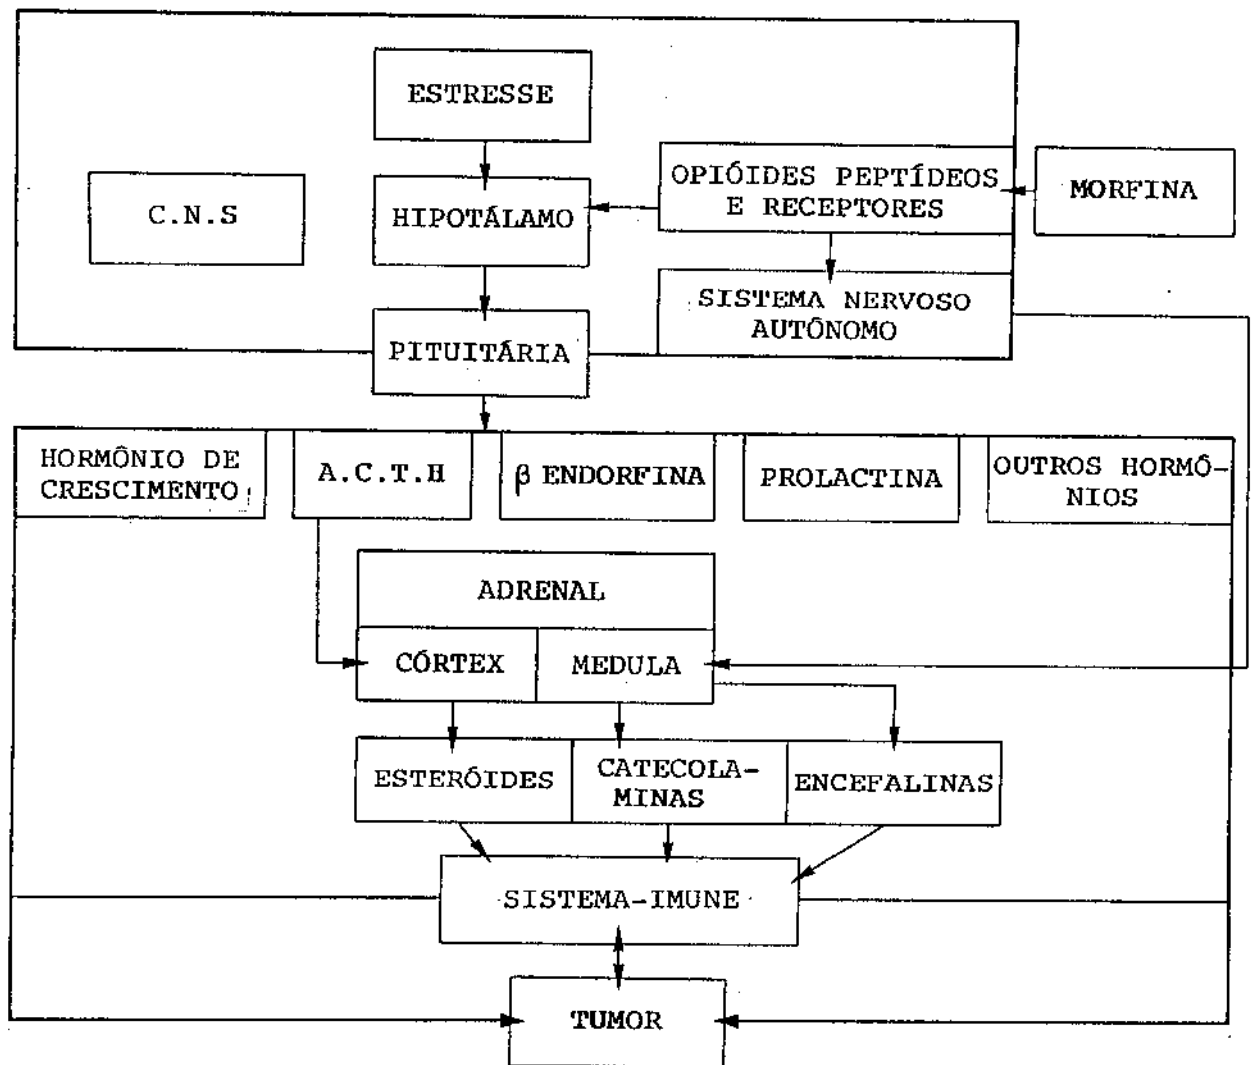 ESTRESSE
OPIÓIDES PEPTÍDEOS
E RECEPTORES
MORFINA
C.N.S
HIPOTÁLAMO
SISTEMA NERVOSO
AUTÔNOMO
PITUITÁRIA
HORMÔNIO DE
CRESCIMENTO
A.C.T.H
β ENDORFINA
PROLACTINA
OUTROS HORMÔ-
NIOS
ADRENAL
CÓRTEX
MEDULA
ESTERÓIDES
CATECOLA-
MINAS
ENCEFALINAS
SISTEMA-IMUNE
TUMOR